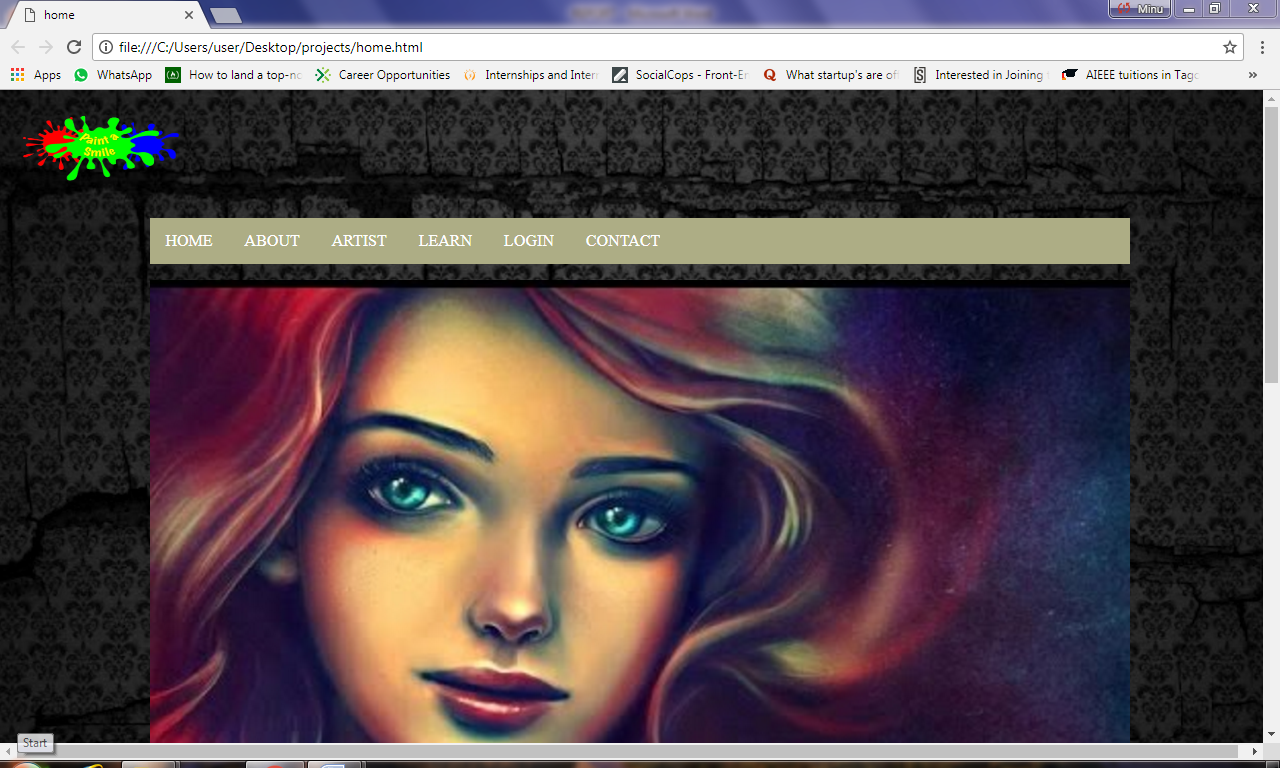 home
Minu
file:///C:/Users/user/Desktop/projects/home.html
Apps WhatsApp How to land a top-no Career Opportunities Internships and Inter SocialCops - Front-E What startup's are of Interested in Joining AIEEE tuitions in Tago »
Paint a
Smile
HOME ABOUT ARTIST LEARN LOGIN CONTACT
Start